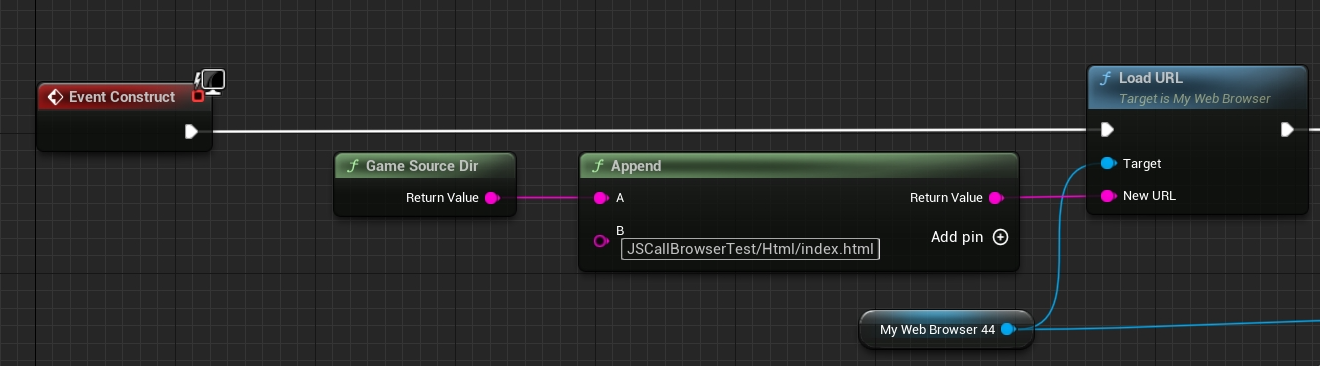 Event Construct
Load URL
Target is My Web Browser
Target
New URL
Game Source Dir
Return Value
Append
A
Return Value
B
JSCallBrowserTest/Html/index.html
Add pin
My Web Browser 44